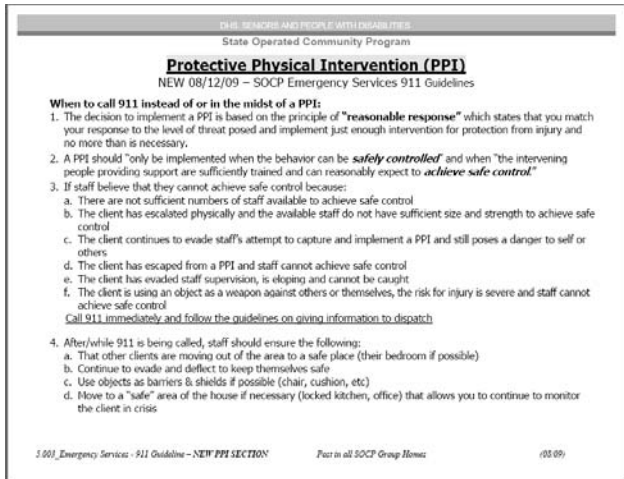 DHS: SENIORS AND PEOPLE WITH DISABILITIES
State Operated Community Program
Protective Physical Intervention (PPI)
NEW 08/12/09 – SOCP Emergency Services 911 Guidelines
When to call 911 instead of or in the midst of a PPI:
1. The decision to implement a PPI is based on the principle of "reasonable response" which states that you match
your response to the level of threat posed and implement just enough intervention for protection from injury and
no more than is necessary.
2. A PPI should "only be implemented when the behavior can be safely controlled" and when "the intervening
people providing support are sufficiently trained and can reasonably expect to achieve safe control."
3. If staff believe that they cannot achieve safe control because:
a. There are not sufficient numbers of staff available to achieve safe control
b. The client has escalated physically and the available staff do not have sufficient size and strength to achieve safe
control
c. The client continues to evade staff's attempt to capture and implement a PPI and still poses a danger to self or
others
d. The client has escaped from a PPI and staff cannot achieve safe control
e. The client has evaded staff supervision, is eloping and cannot be caught
f. The client is using an object as a weapon against others or themselves, the risk for injury is severe and staff cannot
achieve safe control
Call 911 immediately and follow the guidelines on giving information to dispatch
4. After/while 911 is being called, staff should ensure the following:
a. That other clients are moving out of the area to a safe place (their bedroom if possible)
b. Continue to evade and deflect to keep themselves safe
c. Use objects as barriers & shields if possible (chair, cushion, etc)
d. Move to a "safe" area of the house if necessary (locked kitchen, office) that allows you to continue to monitor
the client in crisis
5.003_Emergency Services - 911 Guideline – NEW PPI SECTION Post in all SOCP Group Homes (08/09)